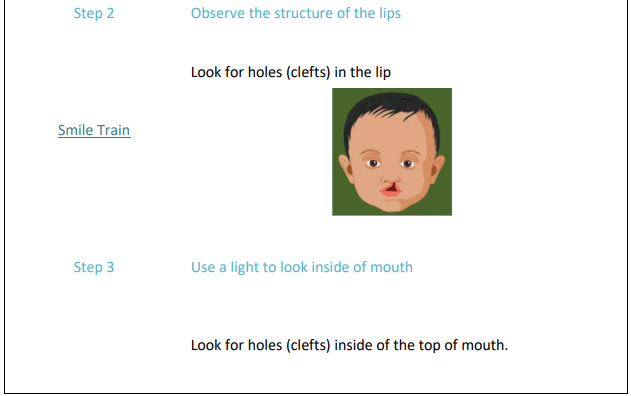 Step 2
Observe the structure of the lips
Look for holes (clefts) in the lip
Smile Train
Step 3
Use a light to look inside of mouth
Look for holes (clefts) inside of the top of mouth.